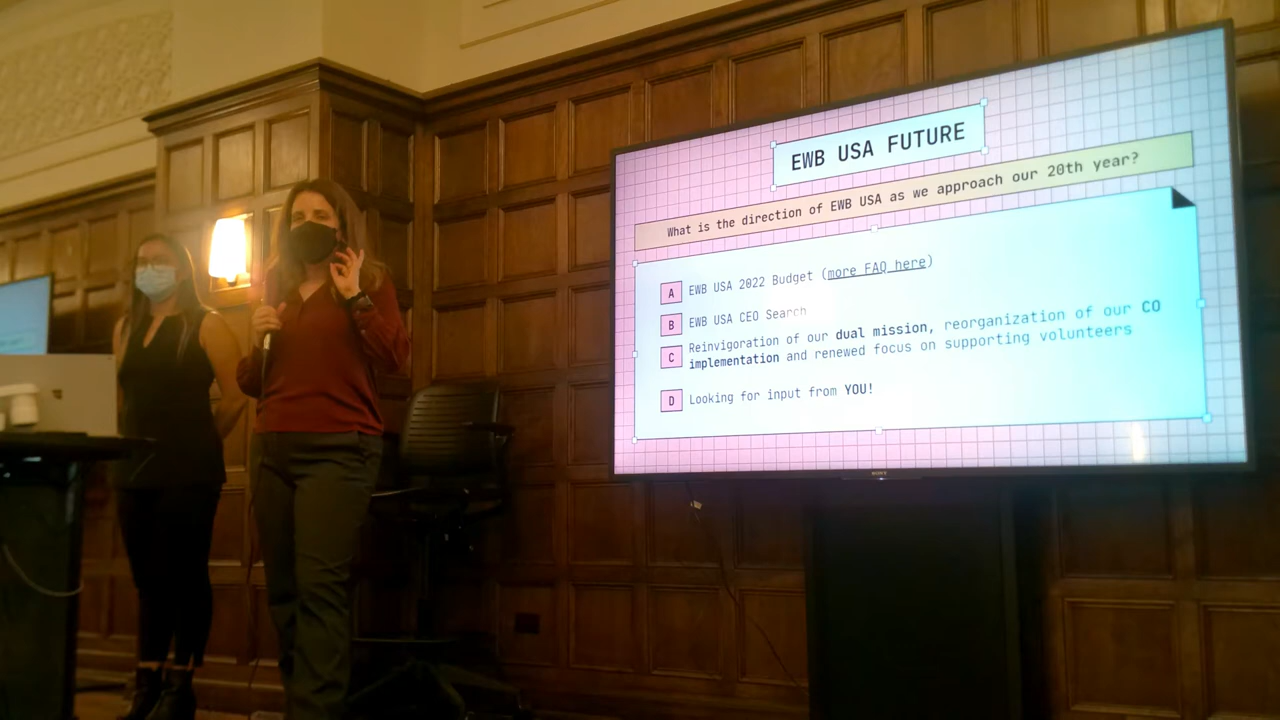 EWB USA FUTURE
What is the direction of EWB USA as we approach our 20th year?
A EWB USA 2022 Budget (more FAQ here)
B EWB USA CEO Search
C Reinvigoration of our dual mission, reorganization of our CO
implementation and renewed focus on supporting volunteers
D Looking for input from YOU!
SONY